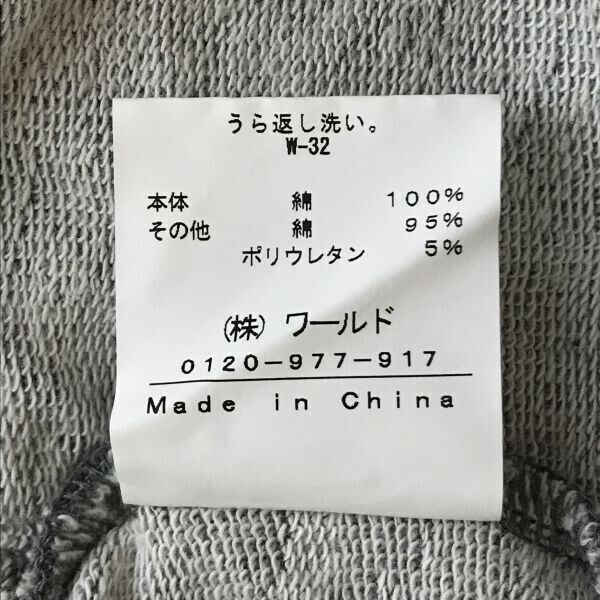 うら返し洗い。
W-32
本体 綿 100%
その他 綿 95%
ポリウレタン 5%
(株) ワールド
0120-977-917
Made in China